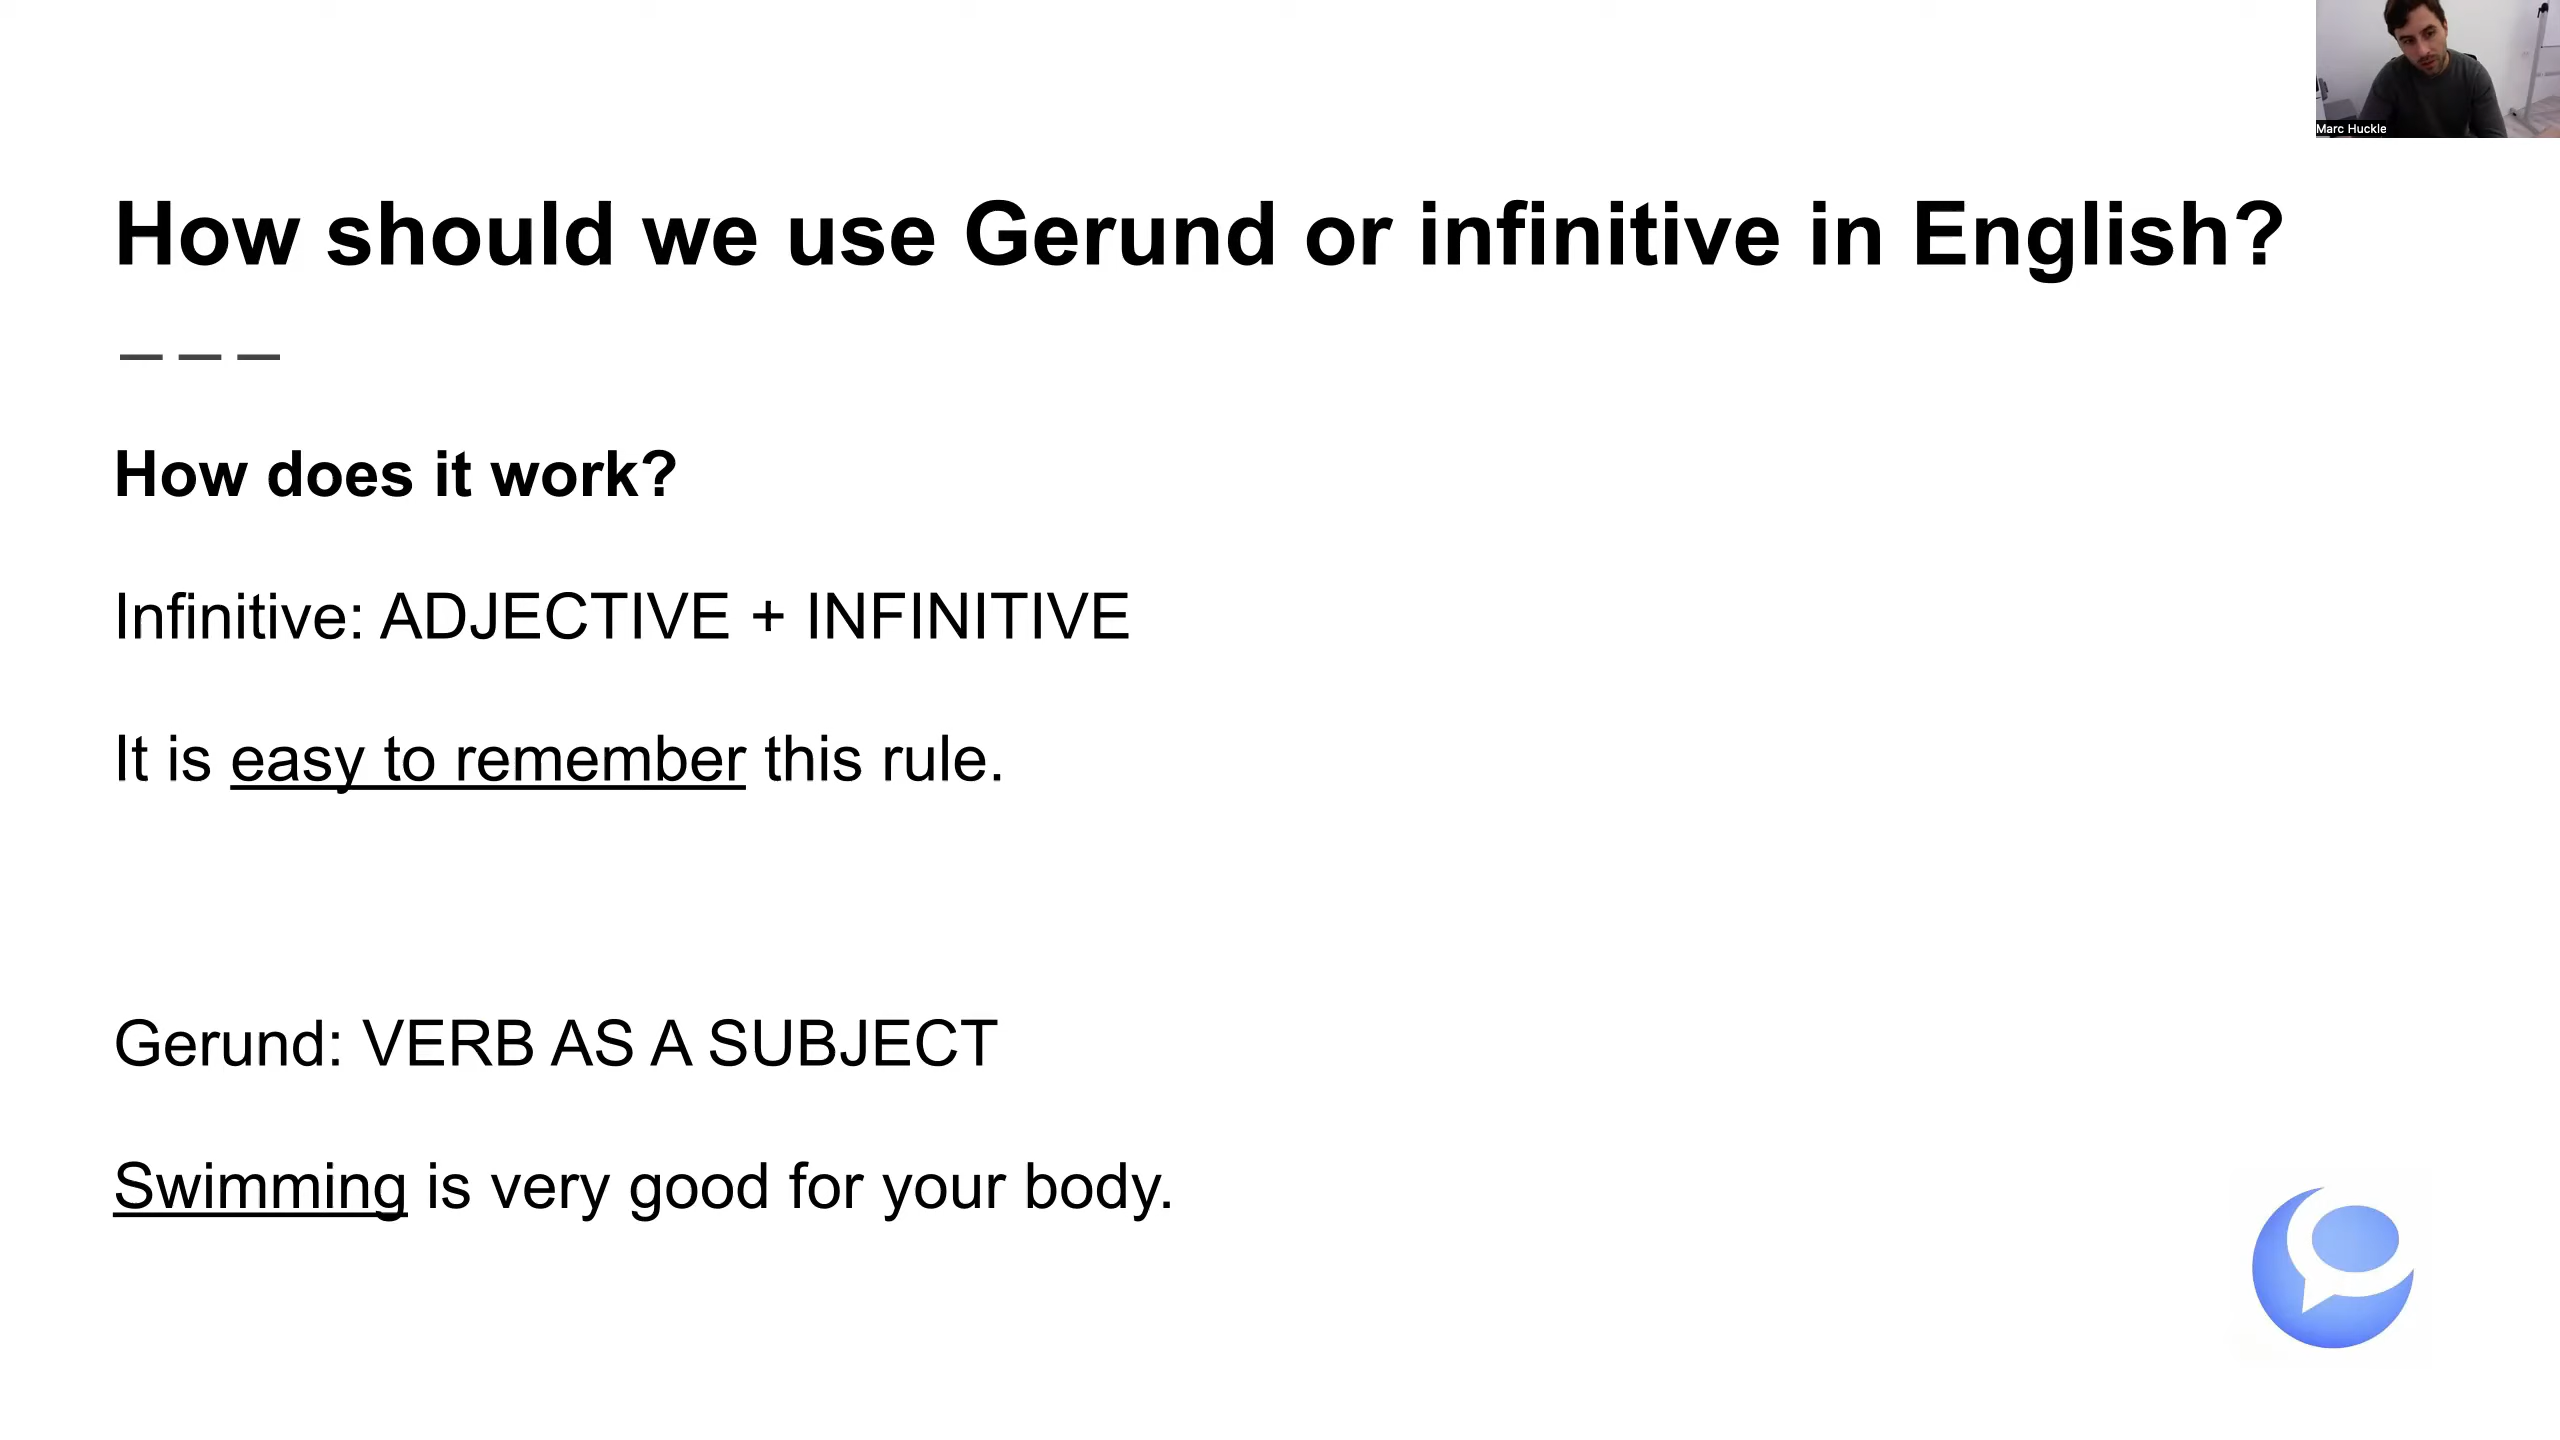 Marc Huckle
How should we use Gerund or infinitive in English?
How does it work?
Infinitive: ADJECTIVE + INFINITIVE
It is easy to remember this rule.
Gerund: VERB AS A SUBJECT
Swimming is very good for your body.